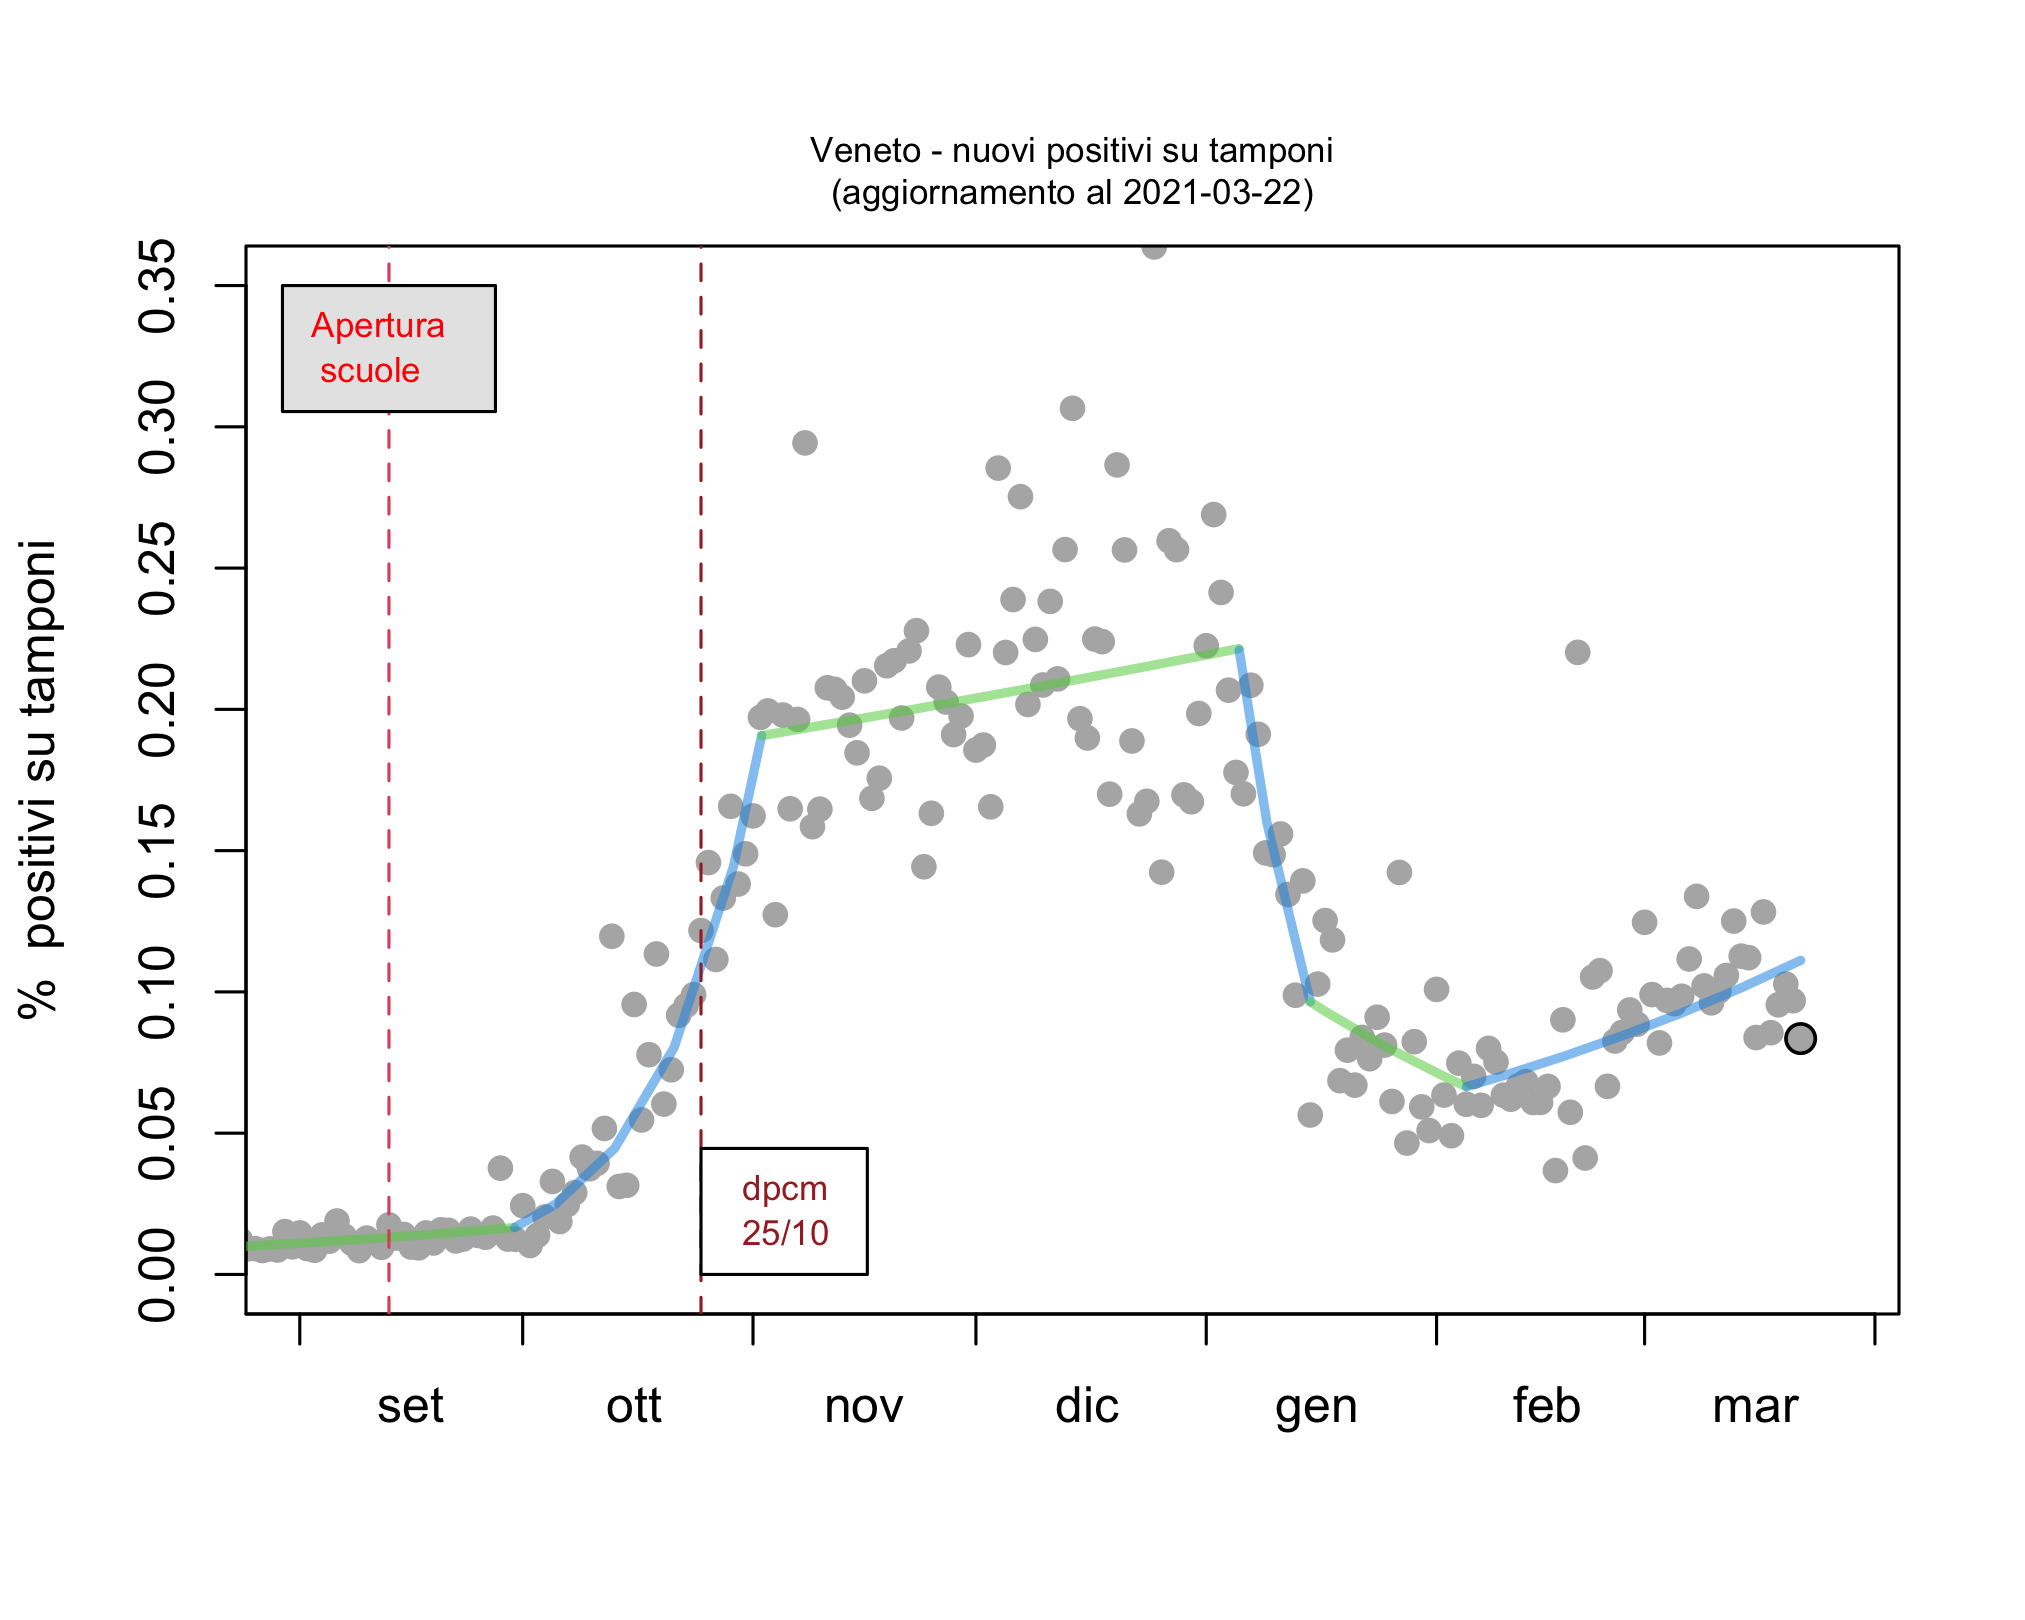 Veneto - nuovi positivi su tamponi
(aggiornamento al 2021-03-22)
% positivi su tamponi
0.35
0.30
0.25
0.20
0.15
0.10
0.05
0.00
Apertura
scuole
dpcm
25/10
set ott nov dic gen feb mar